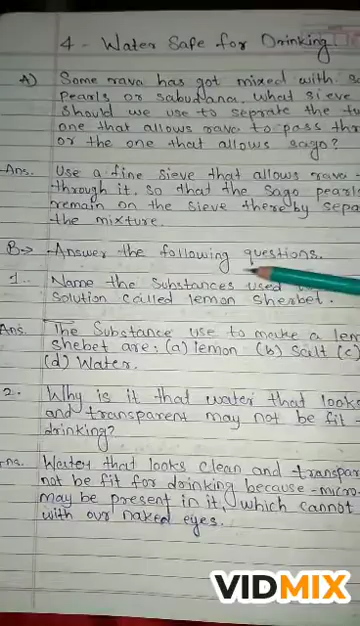 4 - Water Safe for Drinking.
A) Some rava has got mixed with
pearls or sabudana. What sieve
should we use to seprate the
one that allows rava to pass
or the one that allows sago?
Ans. Use a fine sieve that allows rava
through it, so that the sago pearls
remain on the sieve there by
the mixture.
B→ Answer the following questions.
1. Name the Substances used
solution called lemon sherbet.
Ans. The Substance use to make a
shebet are: (a) lemon (b) salt (c)
(d) Water.
2. Why is it that water that looks
and transparent may not be fit
drinking?
Ans. Water that looks clean and
not be fit for drinking because
may be present in it, which cannot
with our naked eyes.
VIDMIX